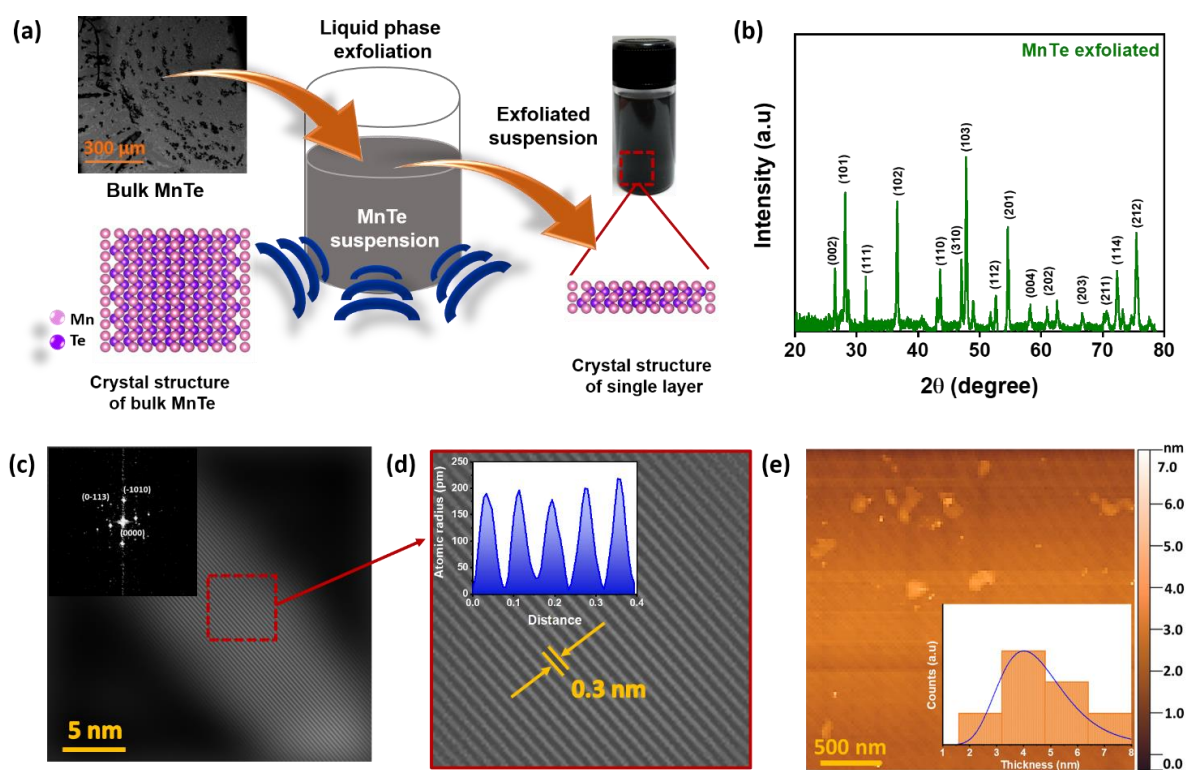 (a)
300 µm
Bulk MnTe
Liquid phase
exfoliation
MnTe
suspension
Exfoliated
suspension
Mn
Te
Crystal structure
of bulk MnTe
Crystal structure
of single layer
(b)
MnTe exfoliated
Intensity (a.u)
(002)
(101)
(111)
(102)
(110)
(310)
(103)
(112)
(201)
(004)
(202)
(203)
(211)
(114)
(212)
20 30 40 50 60 70 80
2θ (degree)
(c)
(0-113)
(-1010)
(0000)
5 nm
(d)
Atomic radius (pm)
250
200
150
100
50
0
0.0 0.1 0.2 0.3 0.4
Distance
0.3 nm
(e)
500 nm
Counts (a.u)
1 2 3 4 5 6 7 8
Thickness (nm)
nm
7.0
6.0
5.0
4.0
3.0
2.0
1.0
0.0